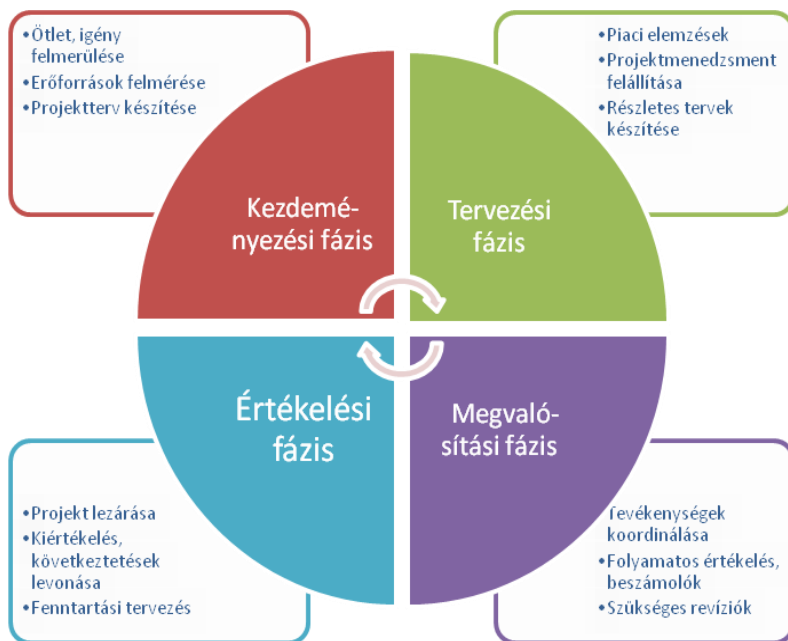 •Ötlet, igény
felmerülése
•Erőforrások felmérése
•Projektterv készítése
•Piaci elemzések
•Projektmenedzsment
felállítása
•Részletes tervek
készítése
Kezdemé-
nyezési fázis
Tervezési
fázis
Értékelési
fázis
Megvaló-
sítási fázis
•Projekt lezárása
•Kiértékelés,
következtetések
levonása
•Fenntartási tervezés
Tevékenységek
koordinálása
•Folyamatos értékelés,
beszámolók
•Szükséges revíziók